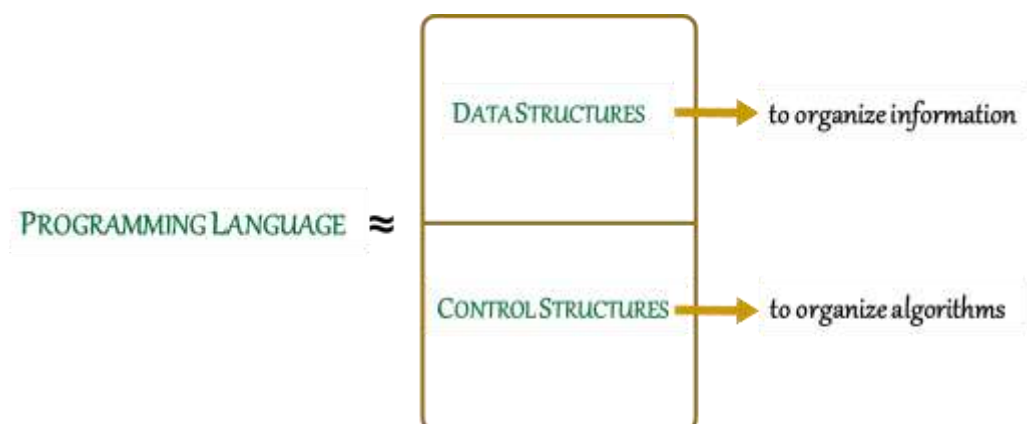 DATA STRUCTURES
to organize information
PROGRAMMING LANGUAGE ≈
CONTROL STRUCTURES
to organize algorithms